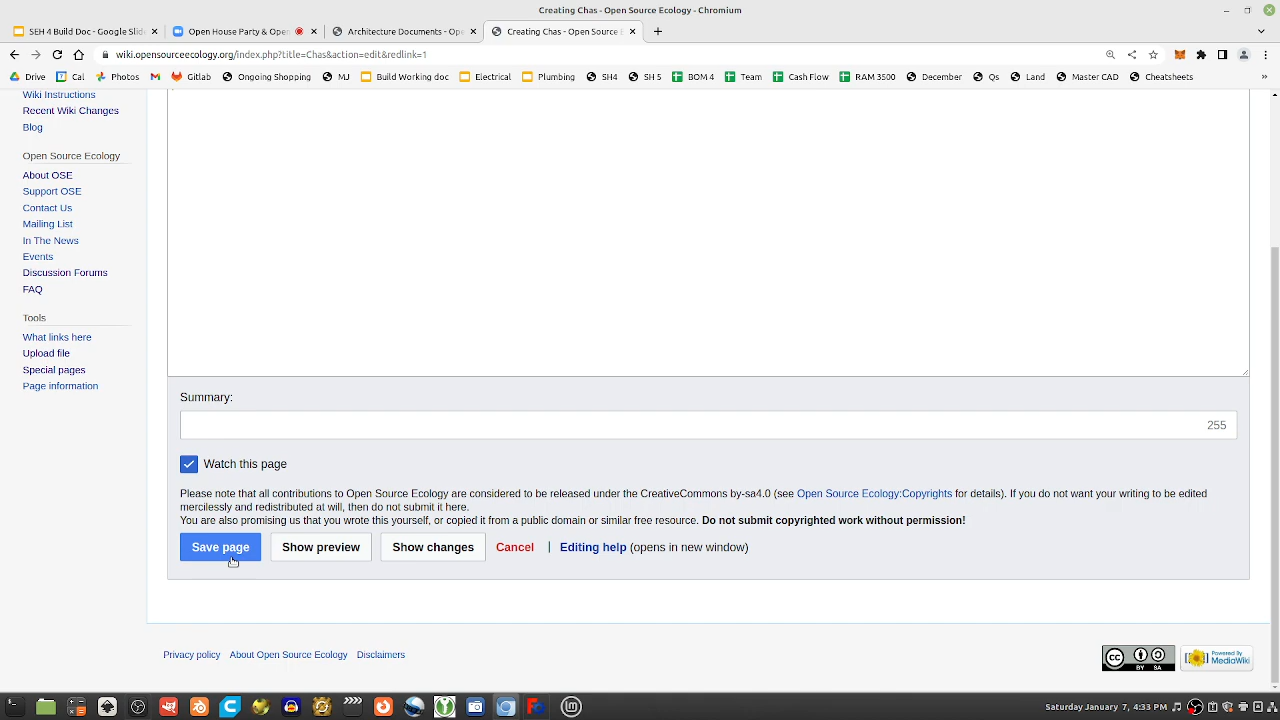 Creating Chas - Open Source Ecology - Chromium
SEH 4 Build Doc - Google Slid
Open House Party & Open
Architecture Documents - Op
Creating Chas - Open Source E
wiki.opensourceecology.org/index.php?title=Chas&action=edit&redlink=1
Drive Cal Photos Gitlab Ongoing Shopping MJ Build Working doc Electrical Plumbing SH4 SH 5 BOM 4 Team Cash Flow RAM 3500 December Qs Land Master CAD Cheatsheets
Wiki Instructions
Recent Wiki Changes
Blog
Open Source Ecology
About OSE
Support OSE
Contact Us
Mailing List
In The News
Events
Discussion Forums
FAQ
Tools
What links here
Upload file
Special pages
Page information
Summary:
255
Watch this page
Please note that all contributions to Open Source Ecology are considered to be released under the CreativeCommons by-sa4.0 (see Open Source Ecology:Copyrights for details). If you do not want your writing to be edited
mercilessly and redistributed at will, then do not submit it here.
You are also promising us that you wrote this yourself, or copied it from a public domain or similar free resource. Do not submit copyrighted work without permission!
Save page Show preview Show changes Cancel | Editing help (opens in new window)
Privacy policy About Open Source Ecology Disclaimers
cc BY SA
Powered By
MediaWiki
Saturday January 7, 4:33 PM